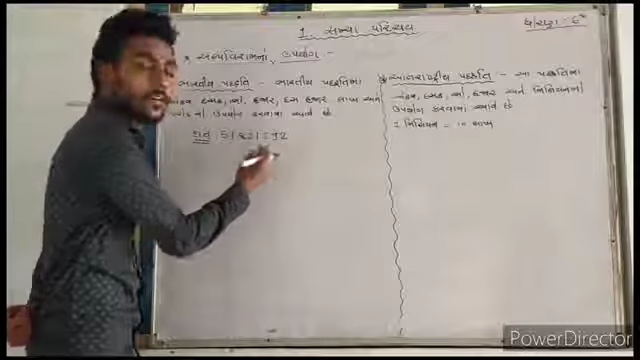 1 સંખ્યા પરિચય
ધોરણ : 6
* અલ્પવિરામનો ઉપયોગ :-
ભારતીય પદ્ધતિ - ભારતીય પદ્ધતિમાં
એકમ દશક, સો, હજાર, દસ હજાર લાખ અને
નો ઉપયોગ કરવામાં આવે છે
આંતરરાષ્ટ્રીય પદ્ધતિ - આ પદ્ધતિમાં
એકમ, દશક, સો, હજાર અને મિલિયનનો
ઉપયોગ કરવામાં આવે છે
1 મિલિયન = 10 લાખ
PowerDirector